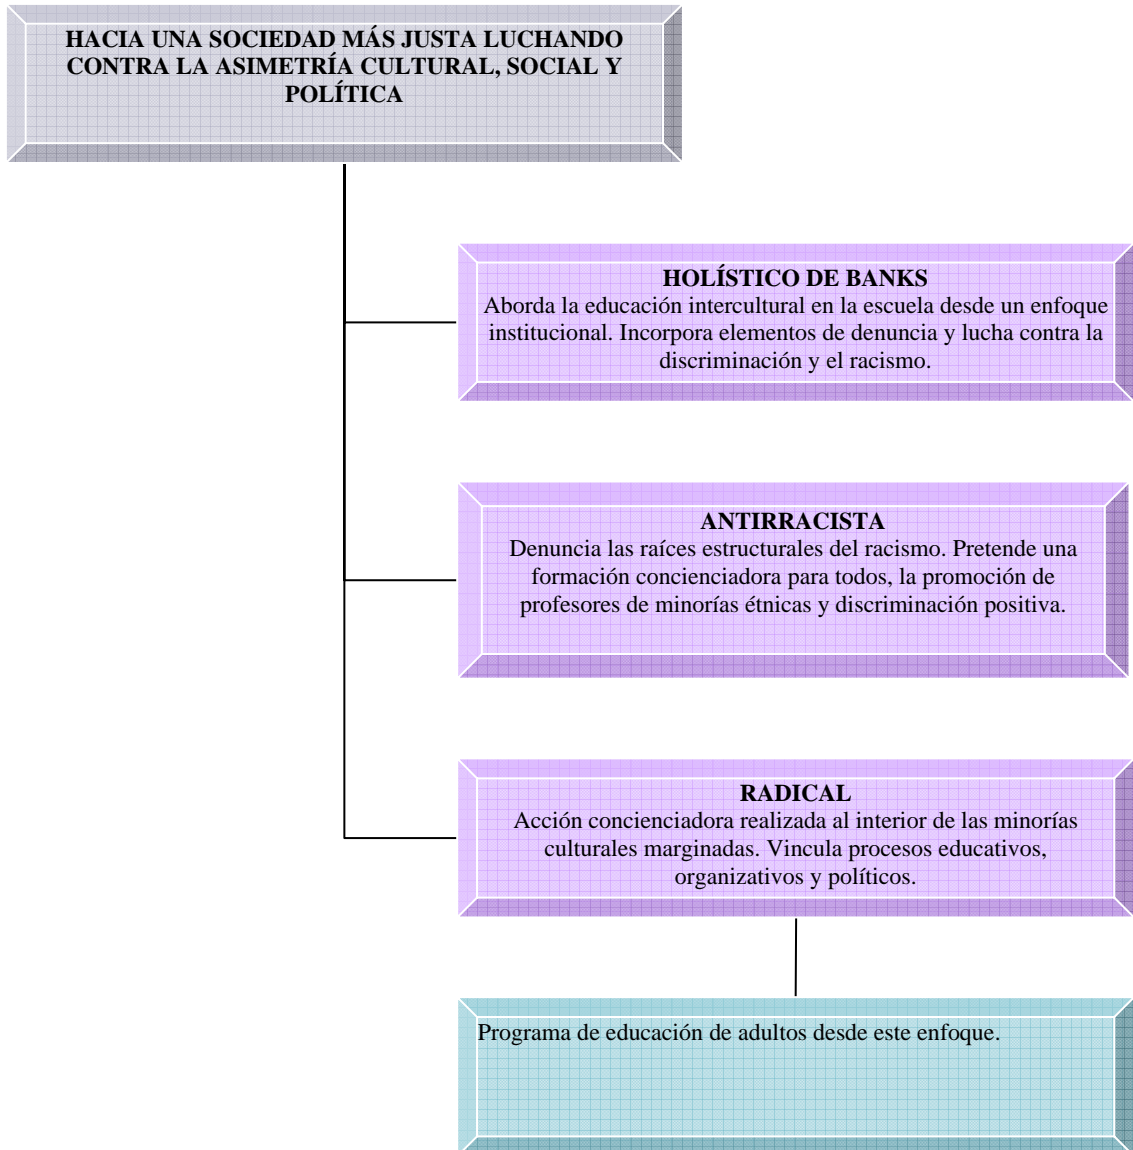 HACIA UNA SOCIEDAD MÁS JUSTA LUCHANDO
CONTRA LA ASIMETRÍA CULTURAL, SOCIAL Y
POLÍTICA
HOLÍSTICO DE BANKS
Aborda la educación intercultural en la escuela desde un enfoque
institucional. Incorpora elementos de denuncia y lucha contra la
discriminación y el racismo.
ANTIRRACISTA
Denuncia las raíces estructurales del racismo. Pretende una
formación concienciadora para todos, la promoción de
profesores de minorías étnicas y discriminación positiva.
RADICAL
Acción concienciadora realizada al interior de las minorías
culturales marginadas. Vincula procesos educativos,
organizativos y políticos.
Programa de educación de adultos desde este enfoque.